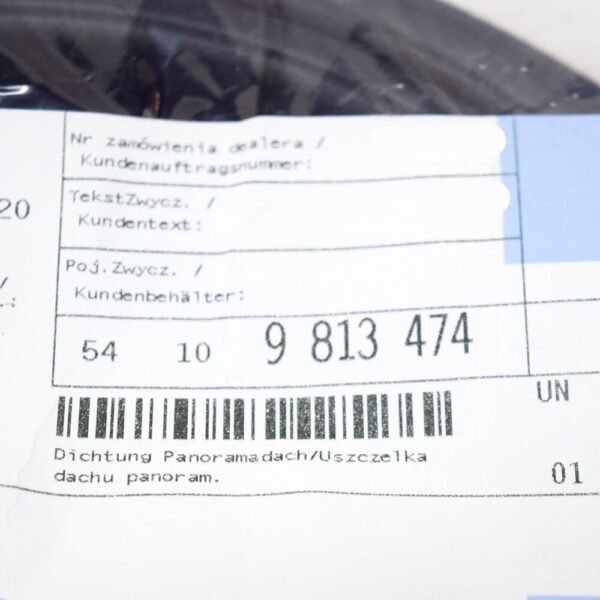 Nr zamówienia dealera /
Kundenauftragsnummer:
TekstZwycz. /
Kundentext:
20
Poj.Zwycz. /
Kundenbehälter:
/
.:
54 10 9 813 474
UN
Dichtung Panoramadach/Uszczelka
dachu panoram.
01